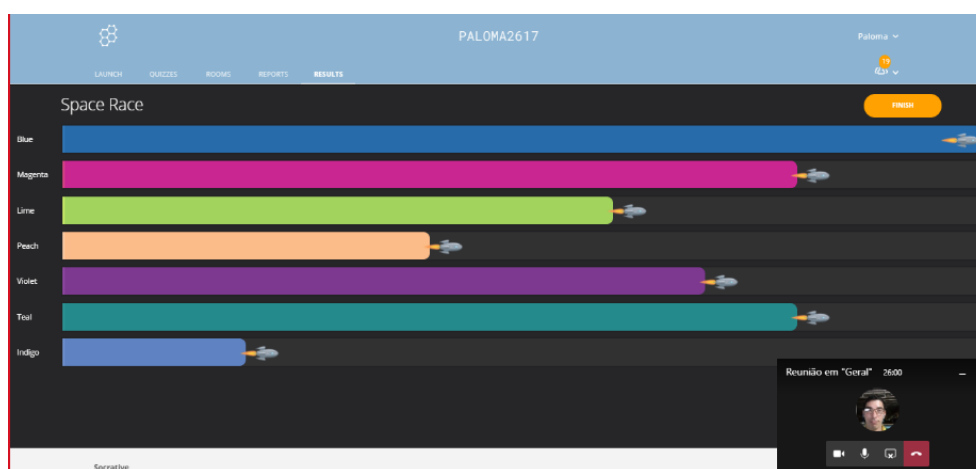 PALOMA2617
Paloma
LAUNCH QUIZZES ROOMS REPORTS RESULTS
19
Space Race
FINISH
Blue
Magenta
Lime
Peach
Violet
Teal
Indigo
Reunião em "Geral" 26:00
Socrative